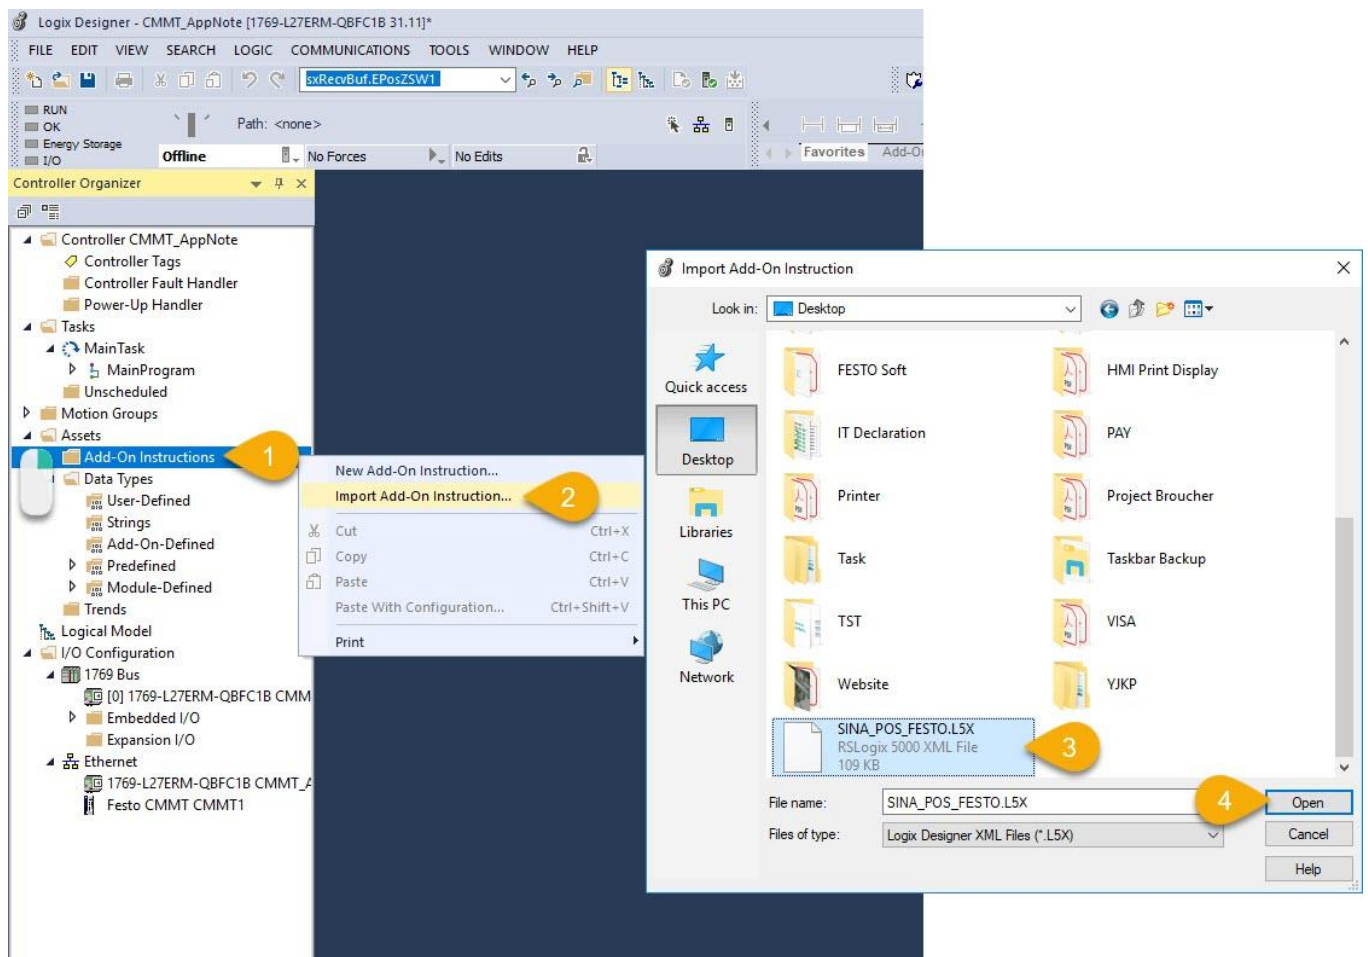 Logix Designer - CMMT_AppNote [1769-L27ERM-QBFC1B 31.11]*
FILE EDIT VIEW SEARCH LOGIC COMMUNICATIONS TOOLS WINDOW HELP
sxRecvBuf.EPosZSW1
RUN
OK
Energy Storage
I/O
Path: <none>
Offline
No Forces
No Edits
Favorites Add-O
Controller Organizer
Controller CMMT_AppNote
Controller Tags
Controller Fault Handler
Power-Up Handler
Tasks
MainTask
MainProgram
Unscheduled
Motion Groups
Assets
Add-On Instructions
1
Data Types
User-Defined
Strings
Add-On-Defined
Predefined
Module-Defined
Trends
Logical Model
I/O Configuration
1769 Bus
[0] 1769-L27ERM-QBFC1B CMM
Embedded I/O
Expansion I/O
Ethernet
1769-L27ERM-QBFC1B CMMT_A
Festo CMMT CMMT1
New Add-On Instruction...
Import Add-On Instruction...
2
Cut Ctrl+X
Copy Ctrl+C
Paste Ctrl+V
Paste With Configuration... Ctrl+Shift+V
Print
Import Add-On Instruction
Look in: Desktop
Quick access
Desktop
Libraries
This PC
Network
FESTO Soft
HMI Print Display
IT Declaration
PAY
Printer
Project Broucher
Task
Taskbar Backup
TST
VISA
Website
YJKP
SINA_POS_FESTO.L5X
RSLogix 5000 XML File
109 KB
3
File name: SINA_POS_FESTO.L5X
4
Open
Files of type: Logix Designer XML Files (*.L5X)
Cancel
Help